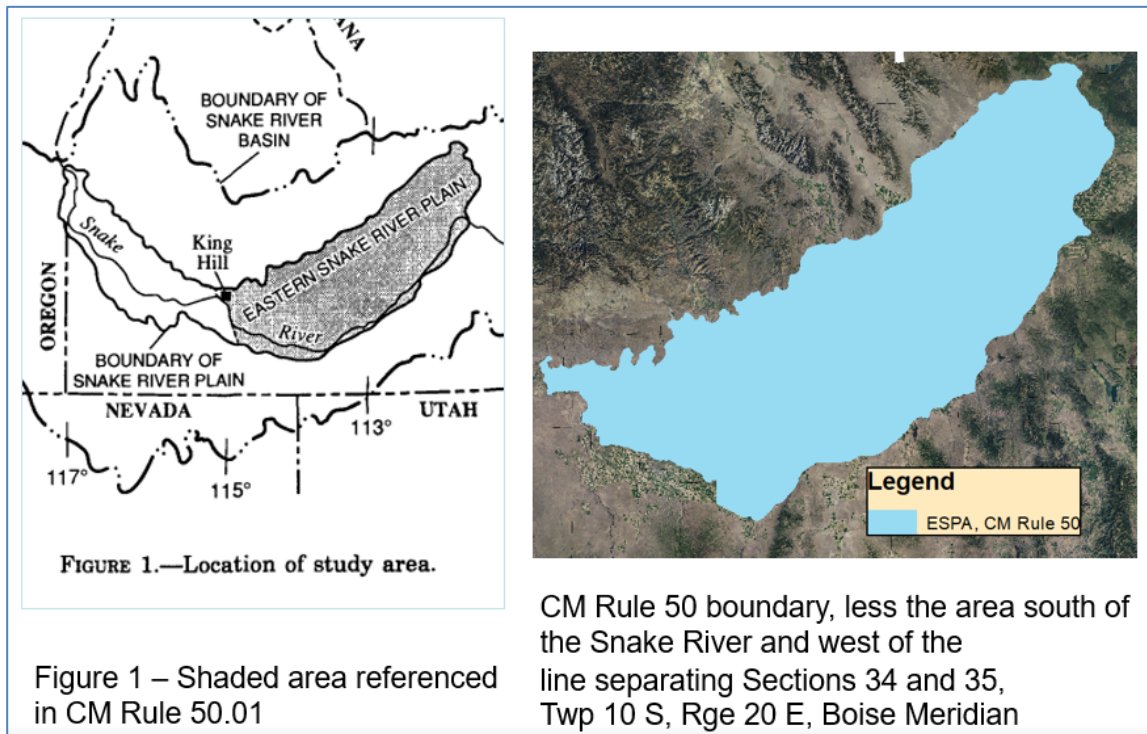 ANA
BOUNDARY OF
SNAKE RIVER
BASIN
Snake
King
Hill
EASTERN SNAKE RIVER PLAIN
River
OREGON
BOUNDARY OF
SNAKE RIVER PLAIN
NEVADA
UTAH
117°
115°
113°
FIGURE 1.—Location of study area.
Figure 1 – Shaded area referenced
in CM Rule 50.01
Legend
ESPA, CM Rule 50
CM Rule 50 boundary, less the area south of
the Snake River and west of the
line separating Sections 34 and 35,
Twp 10 S, Rge 20 E, Boise Meridian